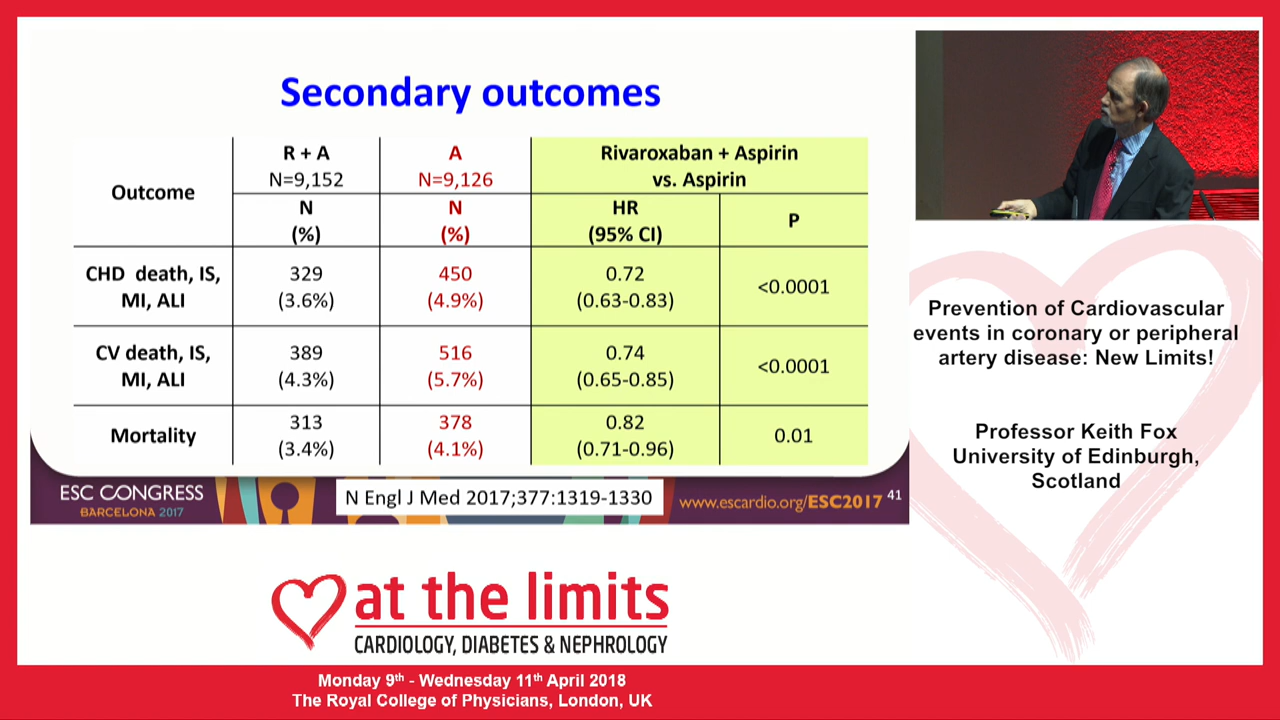 Secondary outcomes
Outcome
R + A
N=9,152
A
N=9,126
Rivaroxaban + Aspirin
vs. Aspirin
N
(%)
N
(%)
HR
(95% CI)
P
CHD death, IS,
MI, ALI
329
(3.6%)
450
(4.9%)
0.72
(0.63-0.83)
<0.0001
CV death, IS,
MI, ALI
389
(4.3%)
516
(5.7%)
0.74
(0.65-0.85)
<0.0001
Mortality
313
(3.4%)
378
(4.1%)
0.82
(0.71-0.96)
0.01
ESC CONGRESS
BARCELONA 2017
N Engl J Med 2017;377:1319-1330
www.escardio.org/ESC2017
41
Prevention of Cardiovascular
events in coronary or peripheral
artery disease: New Limits!
Professor Keith Fox
University of Edinburgh,
Scotland
at the limits
CARDIOLOGY, DIABETES & NEPHROLOGY
Monday 9th - Wednesday 11th April 2018
The Royal College of Physicians, London, UK